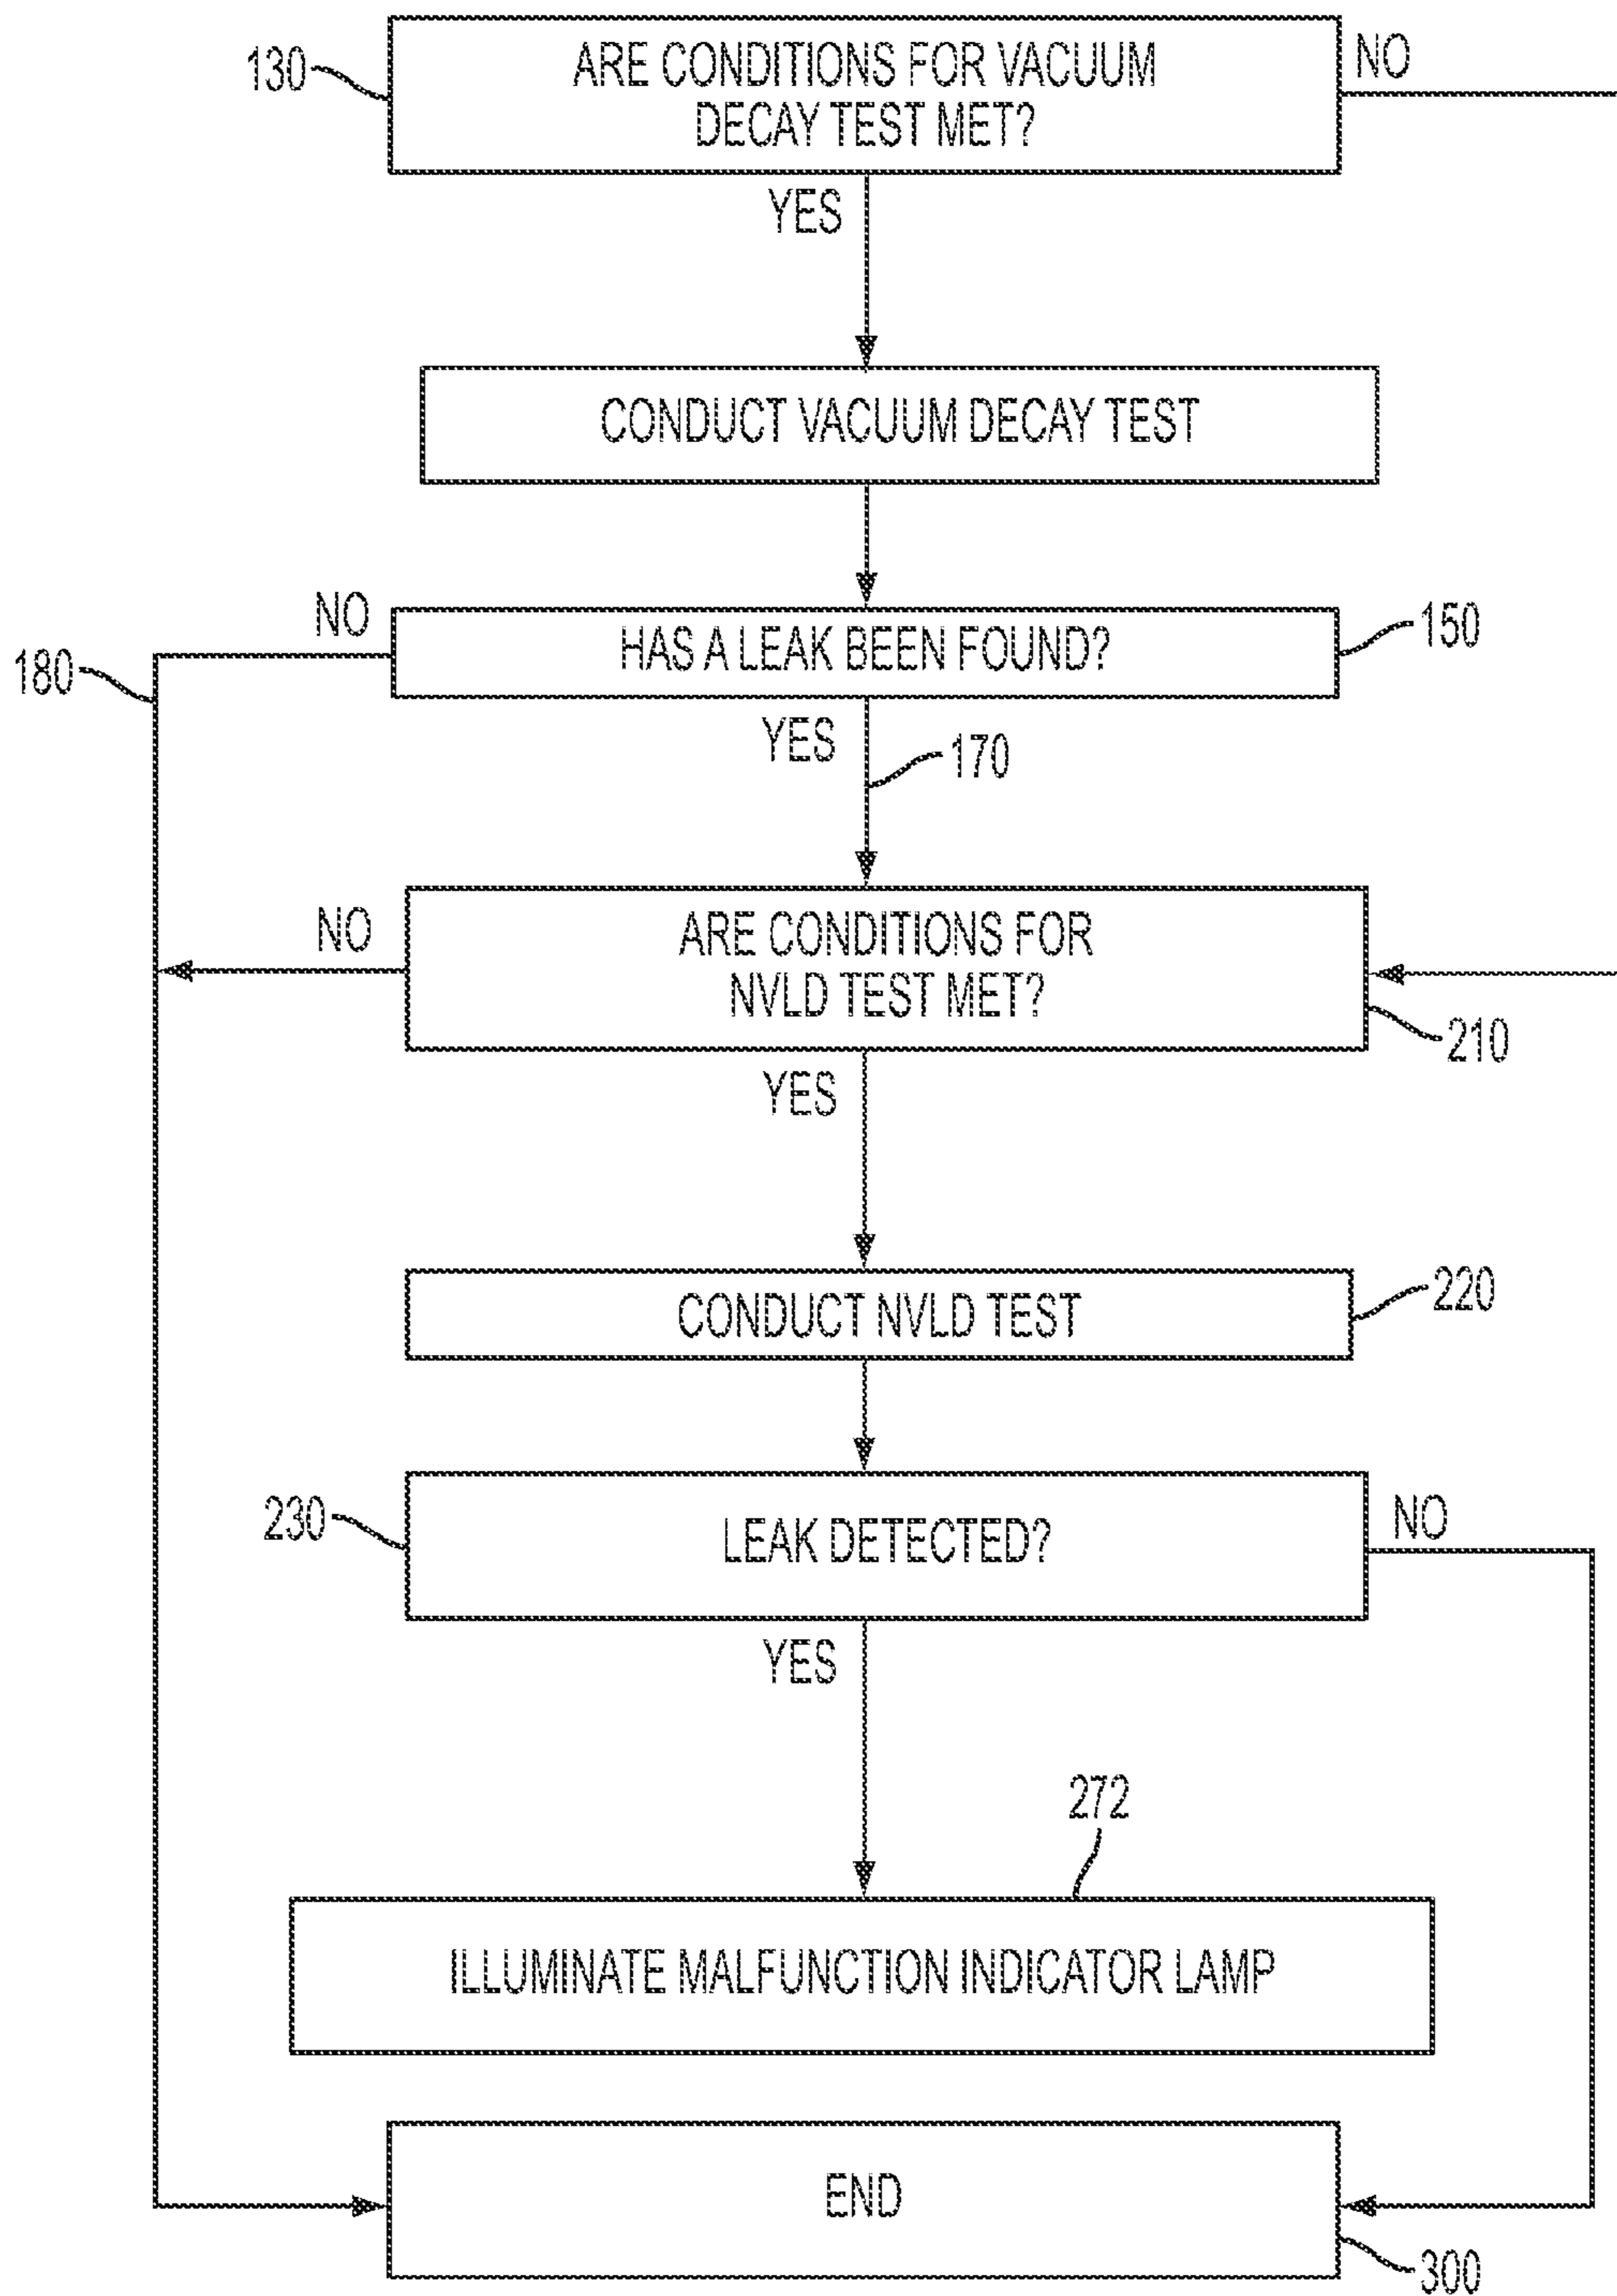 130
ARE CONDITIONS FOR VACUUM
DECAY TEST MET?
NO
YES
CONDUCT VACUUM DECAY TEST
NO
HAS A LEAK BEEN FOUND?
150
180
YES
170
NO
ARE CONDITIONS FOR
NVLD TEST MET?
210
YES
CONDUCT NVLD TEST
220
230
LEAK DETECTED?
NO
YES
272
ILLUMINATE MALFUNCTION INDICATOR LAMP
END
300